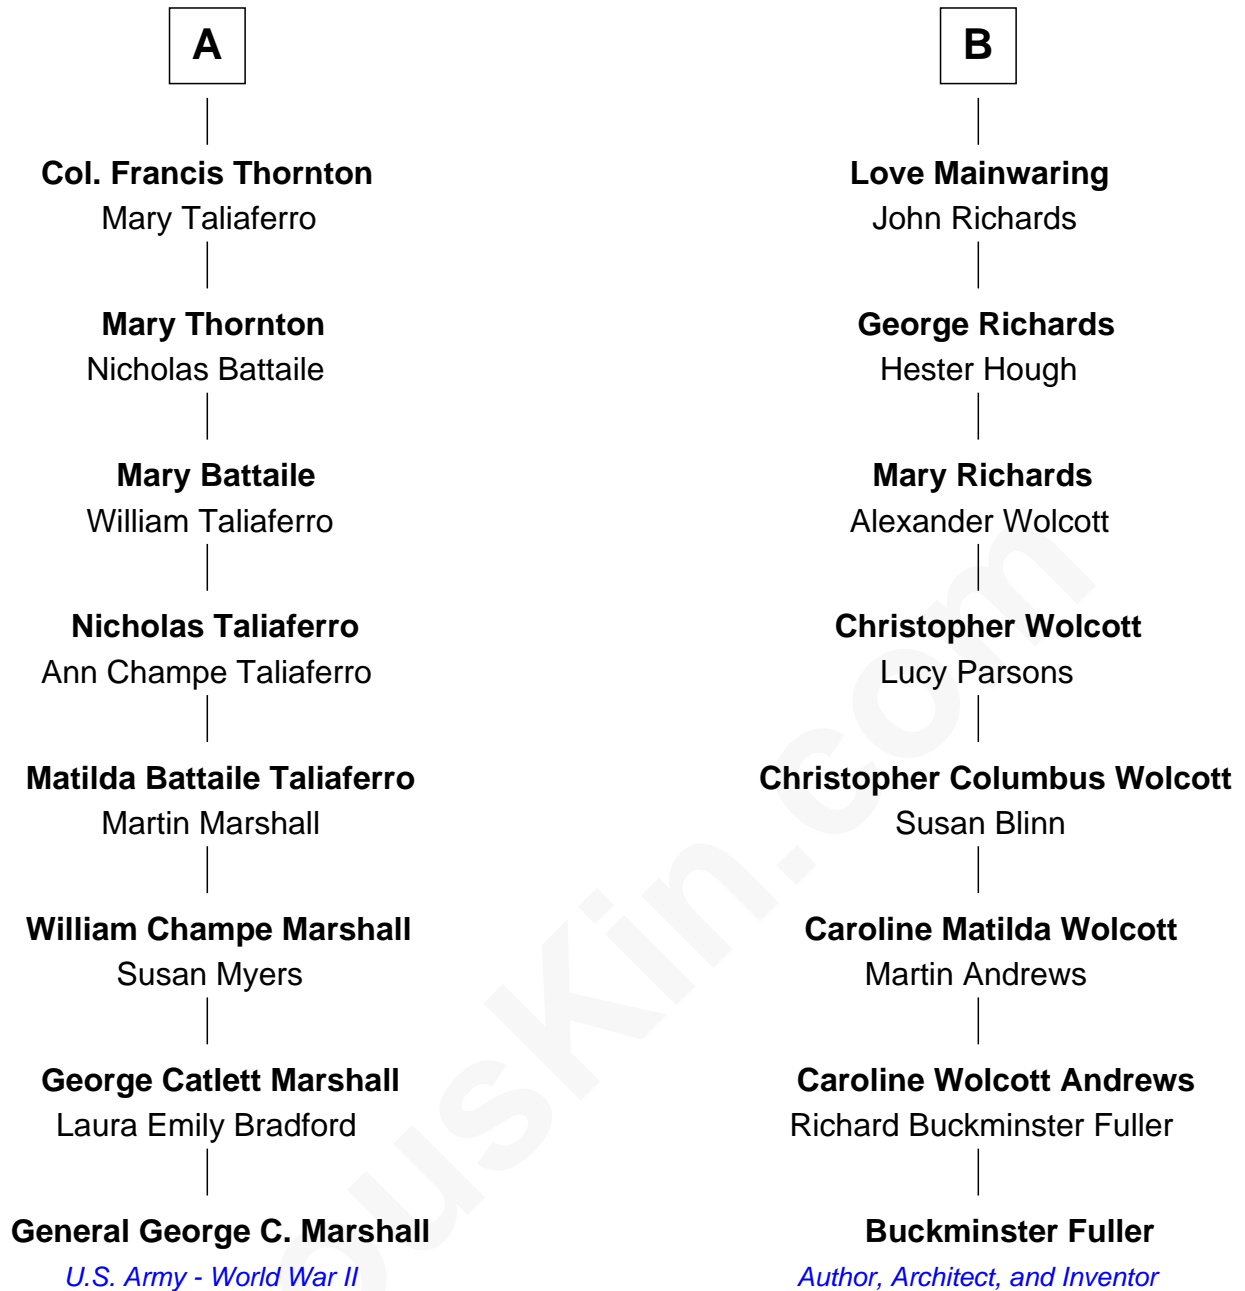 A
Col. Francis Thornton
Mary Taliaferro
Mary Thornton
Nicholas Battaile
Mary Battaile
William Taliaferro
Nicholas Taliaferro
Ann Champe Taliaferro
Matilda Battaile Taliaferro
Martin Marshall
William Champe Marshall
Susan Myers
George Catlett Marshall
Laura Emily Bradford
General George C. Marshall
U.S. Army - World War II
B
Love Mainwaring
John Richards
George Richards
Hester Hough
Mary Richards
Alexander Wolcott
Christopher Wolcott
Lucy Parsons
Christopher Columbus Wolcott
Susan Blinn
Caroline Matilda Wolcott
Martin Andrews
Caroline Wolcott Andrews
Richard Buckminster Fuller
Buckminster Fuller
Author, Architect, and Inventor
ousKin.com